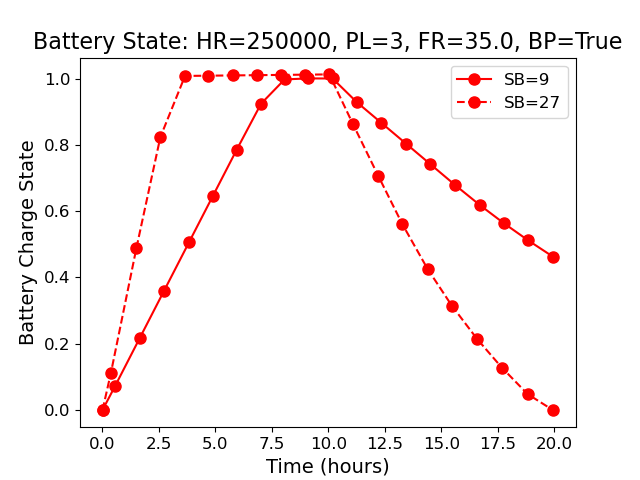 Battery State: HR=250000, PL=3, FR=35.0, BP=True
SB=9
SB=27
Battery Charge State
1.0
0.8
0.6
0.4
0.2
0.0
0.0 2.5 5.0 7.5 10.0 12.5 15.0 17.5 20.0
Time (hours)